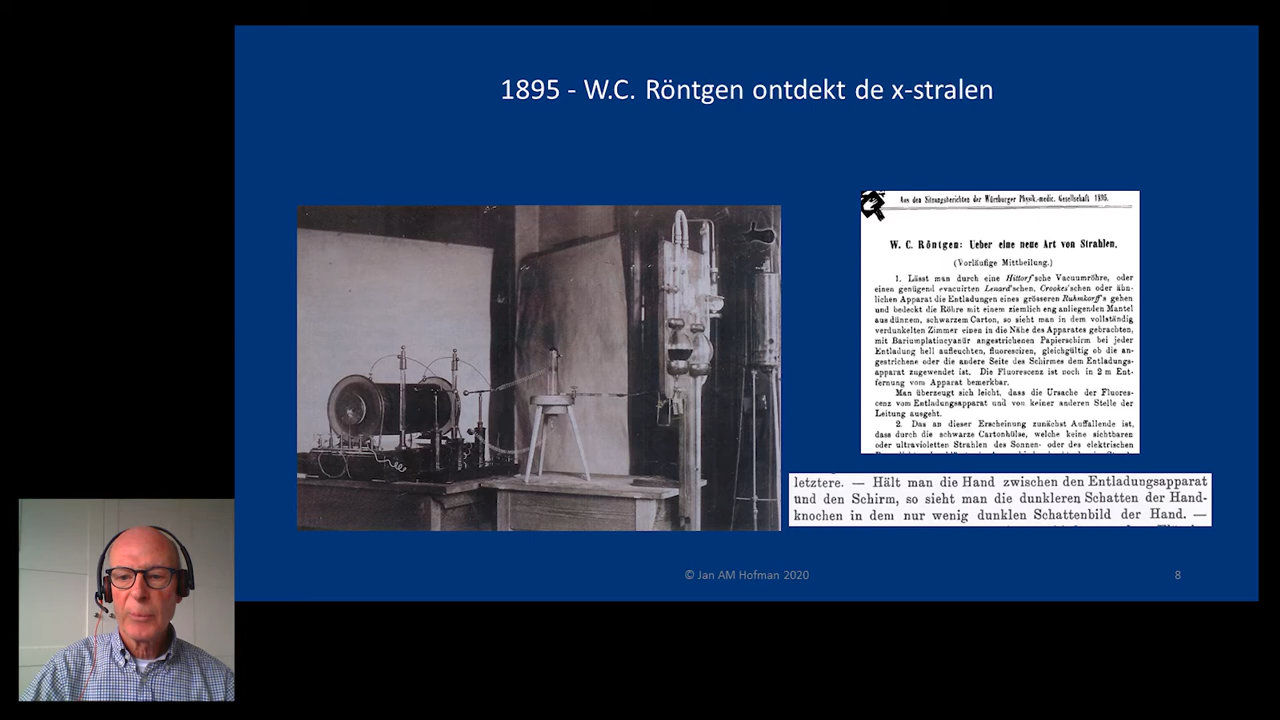 1895 - W.C. Röntgen ontdekt de x-stralen
Aus den Sitzungsberichten der Würzburger Physik.-medic. Gesellschaft 1895.
W. C. Röntgen: Ueber eine neue Art von Strahlen.
(Vorläufige Mittheilung.)
1. Lässt man durch eine Hittorf'sche Vacuumröhre, oder
einen genügend evacuirten Lenard'schen, Crookes'schen oder ähn-
lichen Apparat die Entladungen eines grösseren Ruhmkorff's gehen
und bedeckt die Röhre mit einem ziemlich eng anliegenden Mantel
aus dünnem, schwarzem Carton, so sieht man in dem vollständig
verdunkelten Zimmer einen in die Nähe des Apparates gebrachten,
mit Bariumplatincyanür angestrichenen Papierschirm bei jeder
Entladung hell aufleuchten, fluoresciren, gleichgültig ob die an-
gestrichene oder die andere Seite des Schirmes dem Entladungs-
apparat zugewendet ist. Die Fluorescenz ist noch in 2 m Ent-
fernung vom Apparat bemerkbar.
Man überzeugt sich leicht, dass die Ursache der Fluores-
cenz vom Entladungsapparat und von keiner anderen Stelle der
Leitung ausgeht.
2. Das an dieser Erscheinung zunächst Auffallende ist,
dass durch die schwarze Cartonhülse, welche keine sichtbaren
oder ultravioletten Strahlen des Sonnen- oder des elektrischen
letztere. — Hält man die Hand zwischen den Entladungsapparat
und den Schirm, so sieht man die dunkleren Schatten der Hand-
knochen in dem nur wenig dunklen Schattenbild der Hand. —
© Jan AM Hofman 2020
8